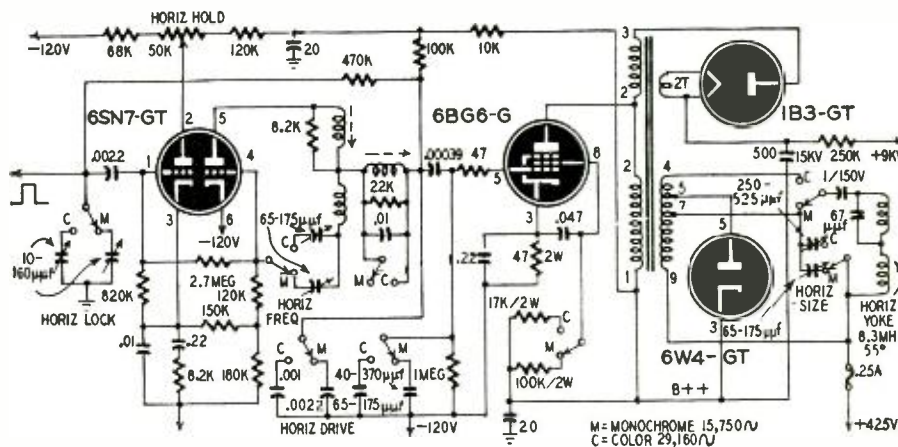 HORIZ HOLD
-120V
68K
50K
120K
20
100K
10K
470K
6SN7-GT
6BG6-G
1B3-GT
2T
.0022
1
2
5
4
3
6
-120V
8.2K
.00039
47
5
8
3
22K
.01
65-175μμf
C
M
.047
.22
47
2W
3
2
2
1
4
5
7
9
500
15KV
250K
+9KV
250-525μμf
1/150V
67μμf
C
M
C
M
5
3
6W4-GT
HORIZ SIZE
65-175μμf
HORIZ YOKE
8.3MH
55°
.25A
+425V
C
M
10-160μμf
HORIZ LOCK
820K
2.7 MEG
120K
150K
HORIZ FREQ
C
M
.01
.22
8.2K
180K
C
M
.001
.0022
C
M
40-370μμf
65-175μμf
1MEG
HORIZ DRIVE
-120V
17K/2W
C
M
100K/2W
20
B++
M=MONOCHROME 15,750∿
C=COLOR 29,160∿